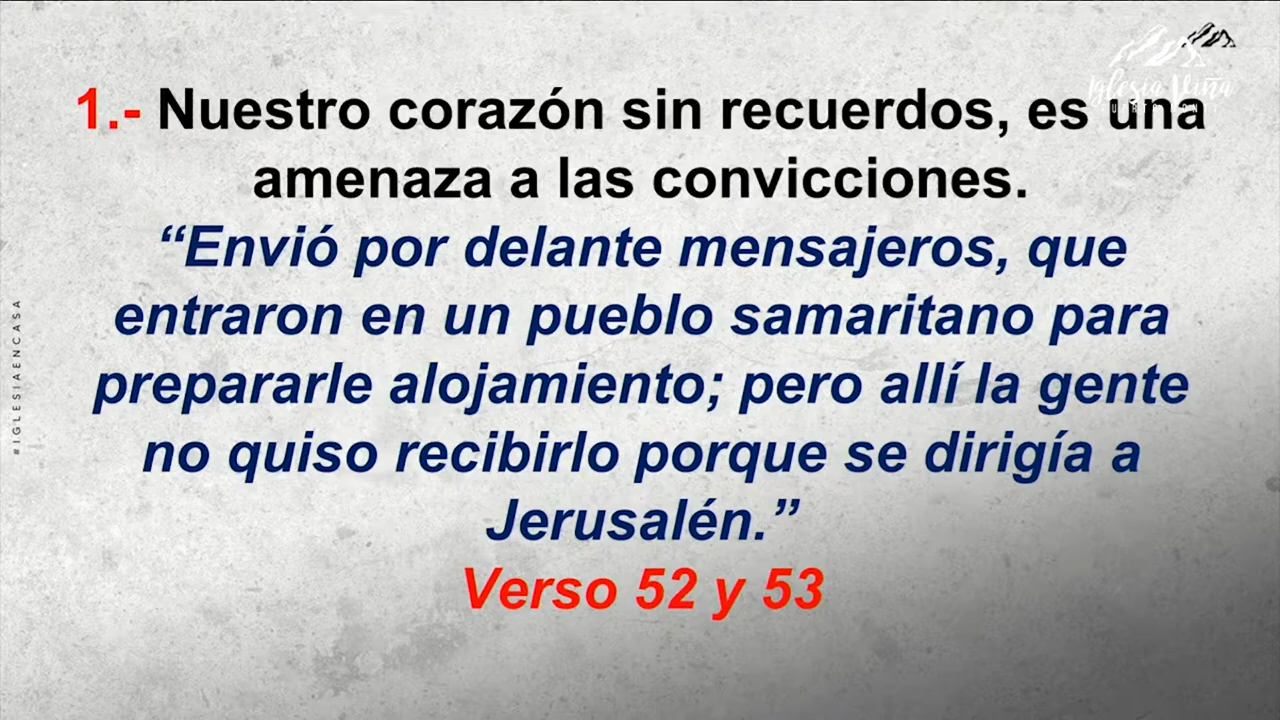 1.- Nuestro corazón sin recuerdos, es una
amenaza a las convicciones.
“Envió por delante mensajeros, que
entraron en un pueblo samaritano para
prepararle alojamiento; pero allí la gente
no quiso recibirlo porque se dirigía a
Jerusalén.”
Verso 52 y 53
Iglesia Viña
#IGLESIAENCASA